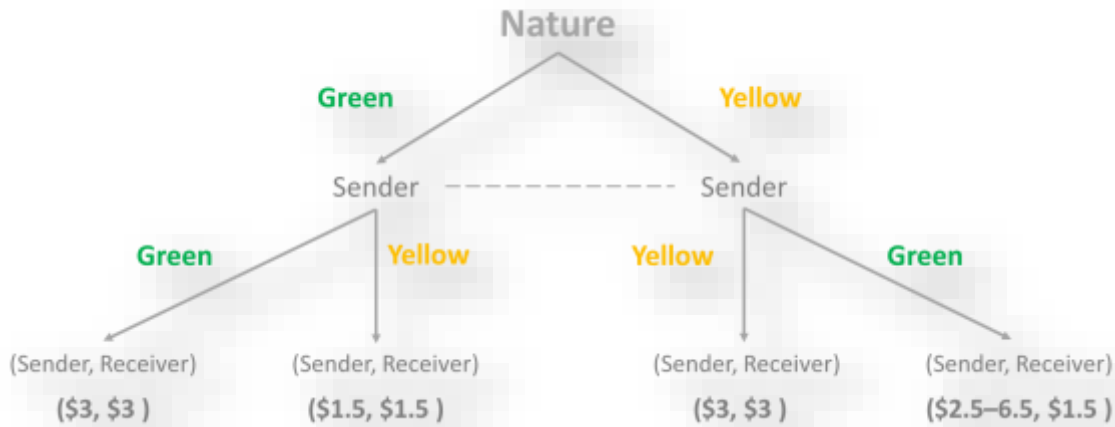 Nature
Green Yellow
Sender Sender
Green Yellow Yellow Green
(Sender, Receiver) (Sender, Receiver) (Sender, Receiver) (Sender, Receiver)
($3, $3 ) ($1.5, $1.5 ) ($3, $3 ) ($2.5–6.5, $1.5 )